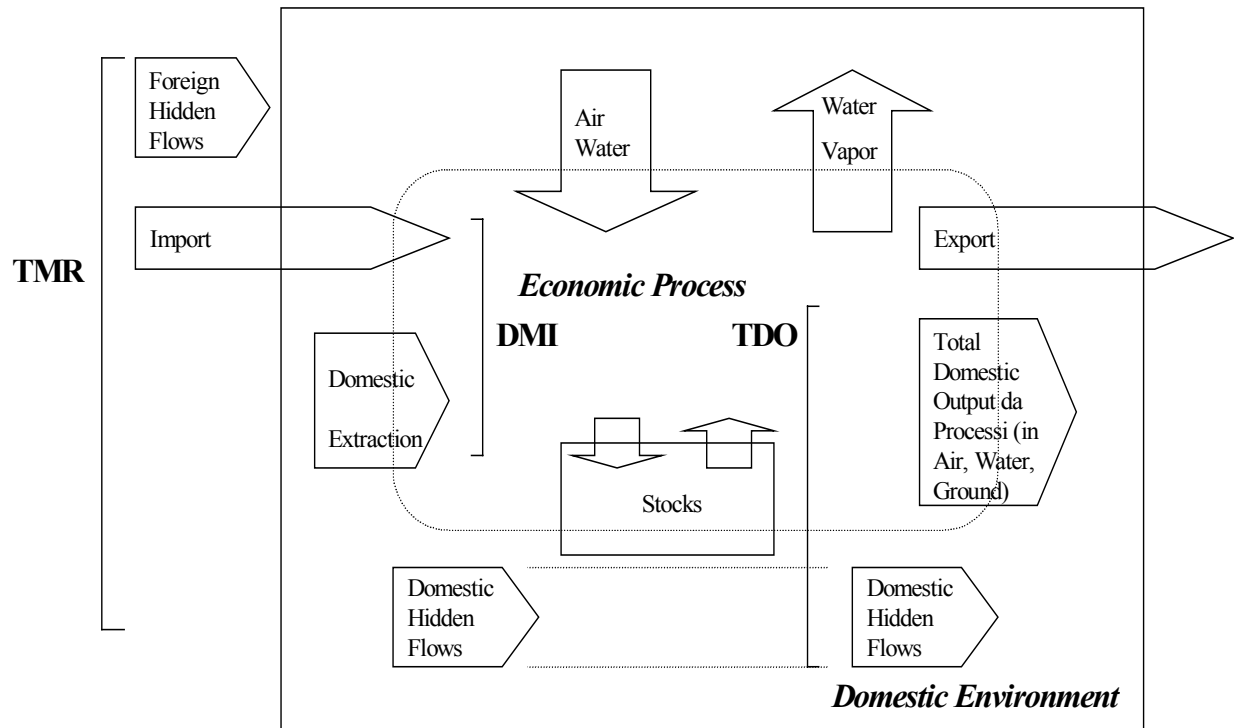 Foreign
Hidden
Flows
Air
Water
Water
Vapor
Import
Export
TMR
Economic Process
DMI
TDO
Domestic
Extraction
Total
Domestic
Output da
Processi (in
Air, Water,
Ground)
Stocks
Domestic
Hidden
Flows
Domestic
Hidden
Flows
Domestic Environment